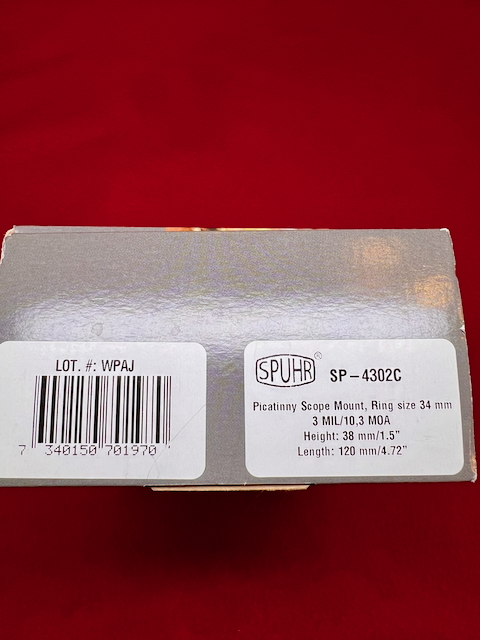 LOT. #: WPAJ
7 340150 701970
SPUHR® SP-4302C
Picatinny Scope Mount, Ring size 34 mm
3 MIL/10,3 MOA
Height: 38 mm/1.5"
Length: 120 mm/4.72"